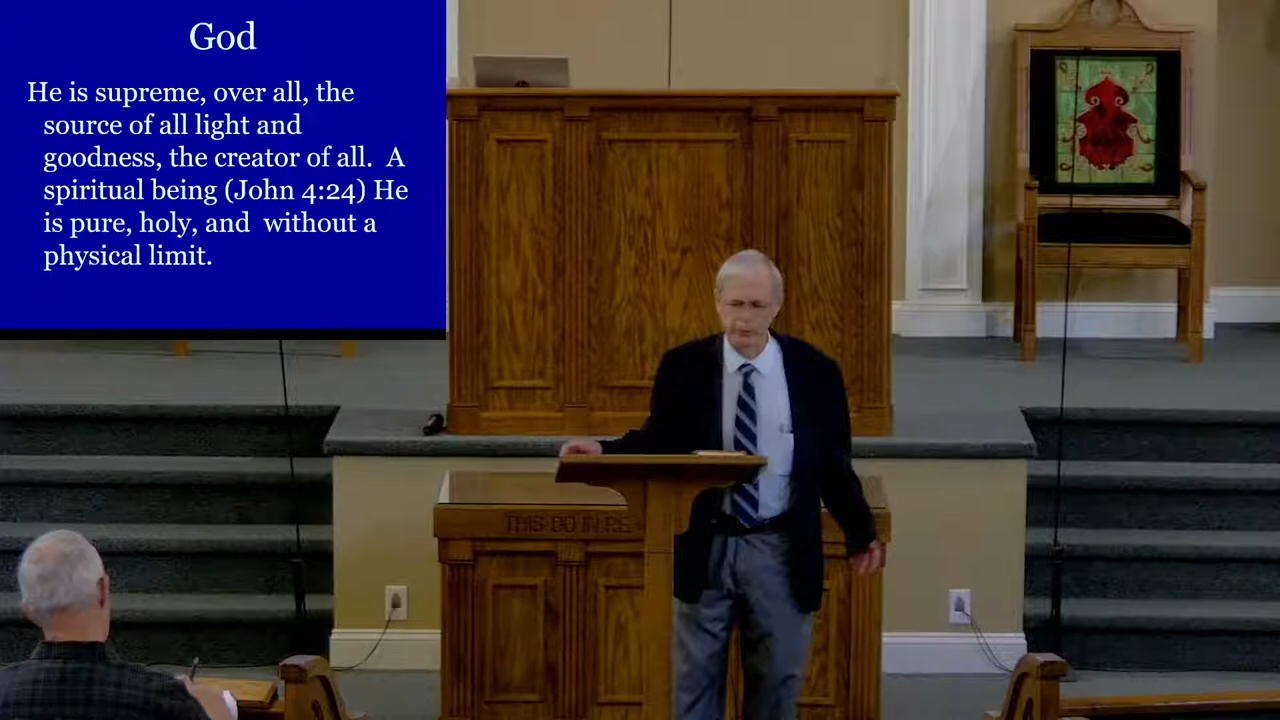 God
He is supreme, over all, the
source of all light and
goodness, the creator of all. A
spiritual being (John 4:24) He
is pure, holy, and without a
physical limit.
THIS DO IN RE